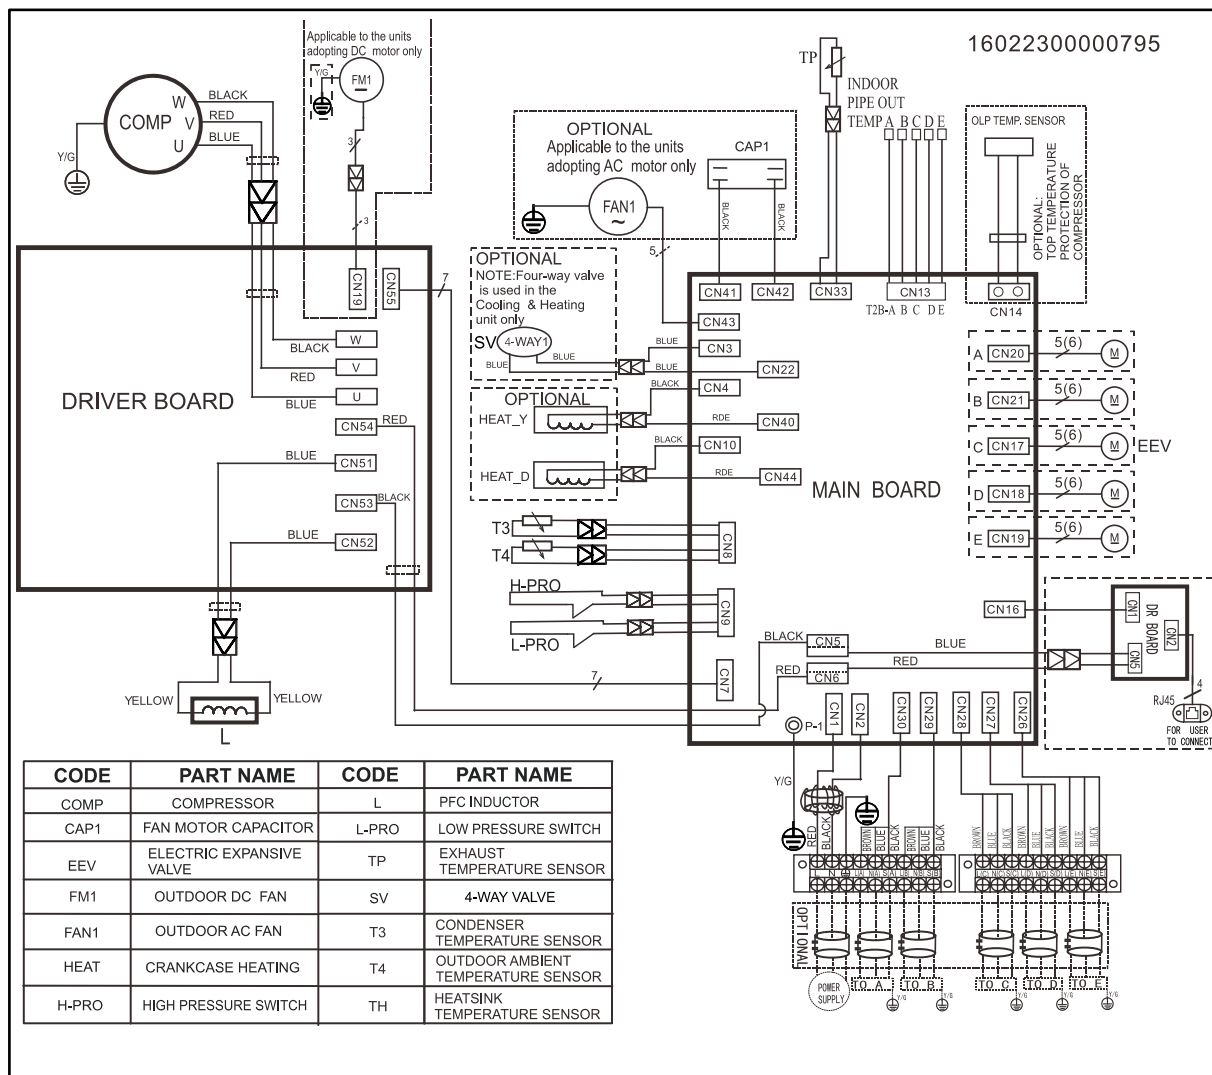 16022300000795
Applicable to the units
adopting DC motor only
Y/G
FM1
3
3
COMP
W
V
U
BLACK
RED
BLUE
Y/G
OPTIONAL
Applicable to the units
adopting AC motor only
CAP1
FAN1
BLACK
BLACK
5
TP
INDOOR
PIPE OUT
TEMP A B C D E
OLP TEMP. SENSOR
OPTIONAL:
TOP TEMPERATURE
PROTECTION OF
COMPRESSOR
DRIVER BOARD
CN19
CN55
7
W
BLACK
V
RED
U
BLUE
CN54
RED
CN51
BLUE
CN53
BLACK
CN52
BLUE
YELLOW
YELLOW
L
OPTIONAL
NOTE:Four-way valve
is used in the
Cooling & Heating
unit only
SV
4-WAY1
BLUE
BLUE
BLUE
BLUE
OPTIONAL
HEAT_Y
BLACK
RDE
HEAT_D
BLACK
RDE
T3
T4
H-PRO
L-PRO
7
MAIN BOARD
CN41
CN42
CN33
CN13
T2B-A B C D E
CN14
CN43
CN3
CN22
CN4
CN40
CN10
CN44
CN8
CN9
CN7
A CN20 5(6) M
B CN21 5(6) M
C CN17 5(6) M
EEV
D CN18 5(6) M
E CN19 5(6) M
CN16
BLACK
CN5
BLUE
RED
CN6
RED
CN1
DR BOARD
CN2
CN5
4
RJ45
FOR USER
TO CONNECT
P-1
CN1
CN2
CN30
CN29
CN28
CN27
CN26
Y/G
RED
BLACK
BROWN
BLUE
BLACK
BROWN
BLUE
BLACK
BROWN
BLUE
BLACK
BROWN
BLUE
BLACK
BROWN
BLUE
BLACK
L N L(A) N(A) S(A) L(B) N(B) S(B
L(C) N(C) S(C) L(D) N(D) S(D) L(E) N(E) S(E)
OPTIONAL
POWER
SUPPLY
TO A
Y/G
TO B
Y/G
TO C
Y/G
TO D
Y/G
TO E
Y/G
CODE PART NAME CODE PART NAME
COMP COMPRESSOR L PFC INDUCTOR
CAP1 FAN MOTOR CAPACITOR L-PRO LOW PRESSURE SWITCH
EEV ELECTRIC EXPANSIVE
VALVE
TP EXHAUST
TEMPERATURE SENSOR
FM1 OUTDOOR DC FAN SV 4-WAY VALVE
FAN1 OUTDOOR AC FAN T3 CONDENSER
TEMPERATURE SENSOR
HEAT CRANKCASE HEATING T4 OUTDOOR AMBIENT
TEMPERATURE SENSOR
H-PRO HIGH PRESSURE SWITCH TH HEATSINK
TEMPERATURE SENSOR